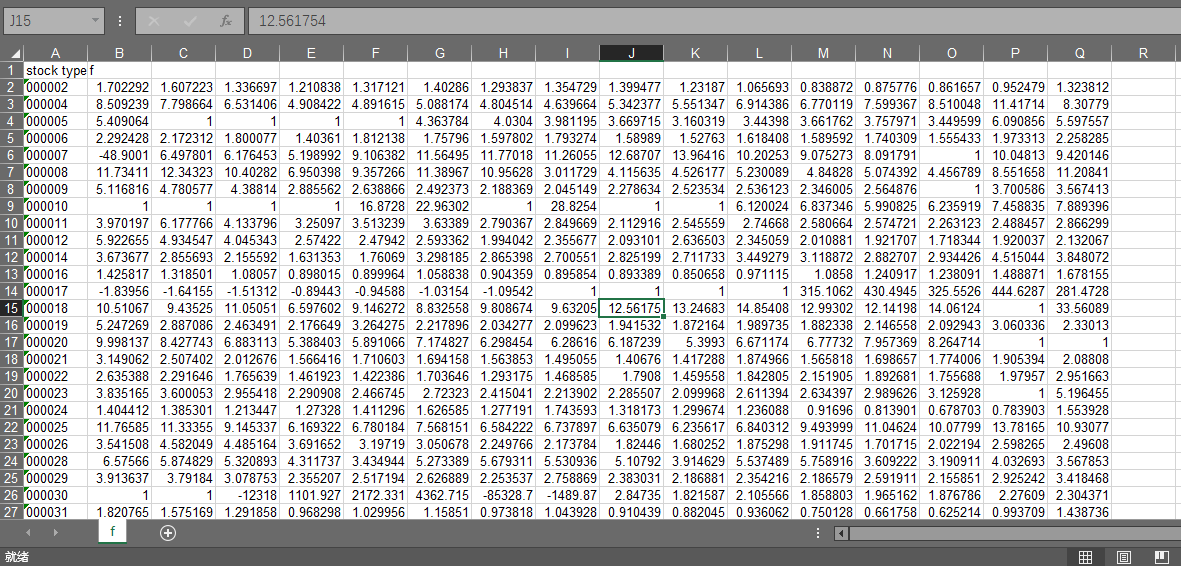 J15 fx 12.561754
A B C D E F G H I J K L M N O P Q R
1 stock type f
2 000002 1.702292 1.607223 1.336697 1.210838 1.317121 1.40286 1.293837 1.354729 1.399477 1.23187 1.065693 0.838872 0.875776 0.861657 0.952479 1.323812
3 000004 8.509239 7.798664 6.531406 4.908422 4.891615 5.088174 4.804514 4.639664 5.342377 5.551347 6.914386 6.770119 7.599367 8.510048 11.41714 8.30779
4 000005 5.409064 1 1 1 1 4.363784 4.0304 3.981195 3.669715 3.160319 3.44398 3.661762 3.757971 3.449599 6.090856 5.597557
5 000006 2.292428 2.172312 1.800077 1.40361 1.812138 1.75796 1.597802 1.793274 1.58989 1.52763 1.618408 1.589592 1.740309 1.555433 1.973313 2.258285
6 000007 -48.9001 6.497801 6.176453 5.198992 9.106382 11.56495 11.77018 11.26055 12.68707 13.96416 10.20253 9.075273 8.091791 1 10.04813 9.420146
7 000008 11.73411 12.34323 10.40282 6.950398 9.357266 11.38967 10.95628 3.011729 4.115635 4.526177 5.230089 4.84828 5.074392 4.456789 8.551658 11.20841
8 000009 5.116816 4.780577 4.38814 2.885562 2.638866 2.492373 2.188369 2.045149 2.278634 2.523534 2.536123 2.346005 2.564876 1 3.700586 3.567413
9 000010 1 1 1 1 16.8728 22.96302 1 28.8254 1 1 6.120024 6.837346 5.990825 6.235919 7.458835 7.889396
10 000011 3.970197 6.177766 4.133796 3.25097 3.513239 3.63389 2.790367 2.849669 2.112916 2.545559 2.74668 2.580664 2.574721 2.263123 2.488457 2.866299
11 000012 5.922655 4.934547 4.045343 2.57422 2.47942 2.593362 1.994042 2.355677 2.093101 2.636503 2.345059 2.010881 1.921707 1.718344 1.920037 2.132067
12 000014 3.673677 2.855693 2.155592 1.631353 1.76069 3.298185 2.865398 2.700551 2.825199 2.711733 3.449279 3.118872 2.882707 2.934426 4.515044 3.848072
13 000016 1.425817 1.318501 1.08057 0.898015 0.899964 1.058838 0.904359 0.895854 0.893389 0.850658 0.971115 1.0858 1.240917 1.238091 1.488871 1.678155
14 000017 -1.83956 -1.64155 -1.51312 -0.89443 -0.94588 -1.03154 -1.09542 1 1 1 1 315.1062 430.4945 325.5526 444.6287 281.4728
15 000018 10.51067 9.43525 11.05051 6.597602 9.146272 8.832558 9.808674 9.63205 12.56175 13.24683 14.85408 12.99302 12.14198 14.06124 1 33.56089
16 000019 5.247269 2.887086 2.463491 2.176649 3.264275 2.217896 2.034277 2.099623 1.941532 1.872164 1.989735 1.882338 2.146558 2.092943 3.060336 2.33013
17 000020 9.998137 8.427743 6.883113 5.388403 5.891066 7.174827 6.298454 6.28616 6.187239 5.3993 6.671174 6.77732 7.957369 8.264714 1 1
18 000021 3.149062 2.507402 2.012676 1.566416 1.710603 1.694158 1.563853 1.495055 1.40676 1.417288 1.874966 1.565818 1.698657 1.774006 1.905394 2.08808
19 000022 2.635388 2.291646 1.765639 1.461923 1.422386 1.703646 1.293175 1.468585 1.7908 1.459558 1.842805 2.151905 1.892681 1.755688 1.97957 2.951663
20 000023 3.835165 3.600053 2.955418 2.290908 2.466745 2.72323 2.415041 2.213902 2.285507 2.099968 2.611394 2.634397 2.989626 3.125928 1 5.196455
21 000024 1.404412 1.385301 1.213447 1.27328 1.411296 1.626585 1.277191 1.743593 1.318173 1.299674 1.236088 0.91696 0.813901 0.678703 0.783903 1.553928
22 000025 11.76585 11.33355 9.145337 6.169322 6.780184 7.568151 6.584222 6.737897 6.635079 6.235617 6.840312 9.493999 11.04624 10.07799 13.78165 10.93077
23 000026 3.541508 4.582049 4.485164 3.691652 3.19719 3.050678 2.249766 2.173784 1.82446 1.680252 1.875298 1.911745 1.701715 2.022194 2.598265 2.49608
24 000028 6.57566 5.874829 5.320893 4.311737 3.434944 5.273389 5.679311 5.530936 5.10792 3.914629 5.537489 5.758916 3.609222 3.190911 4.032693 3.567853
25 000029 3.913637 3.79184 3.078753 2.355207 2.517194 2.626889 2.253537 2.758869 2.383031 2.186881 2.354216 2.186579 2.591911 2.155851 2.925242 3.418468
26 000030 1 1 -12318 1101.927 2172.331 4362.715 -85328.7 -1489.87 2.84735 1.821587 2.105566 1.858803 1.965162 1.876786 2.27609 2.304371
27 000031 1.820765 1.575169 1.291858 0.968298 1.029956 1.15851 0.973818 1.043928 0.910439 0.882045 0.936062 0.750128 0.661758 0.625214 0.993709 1.438736
f
就绪